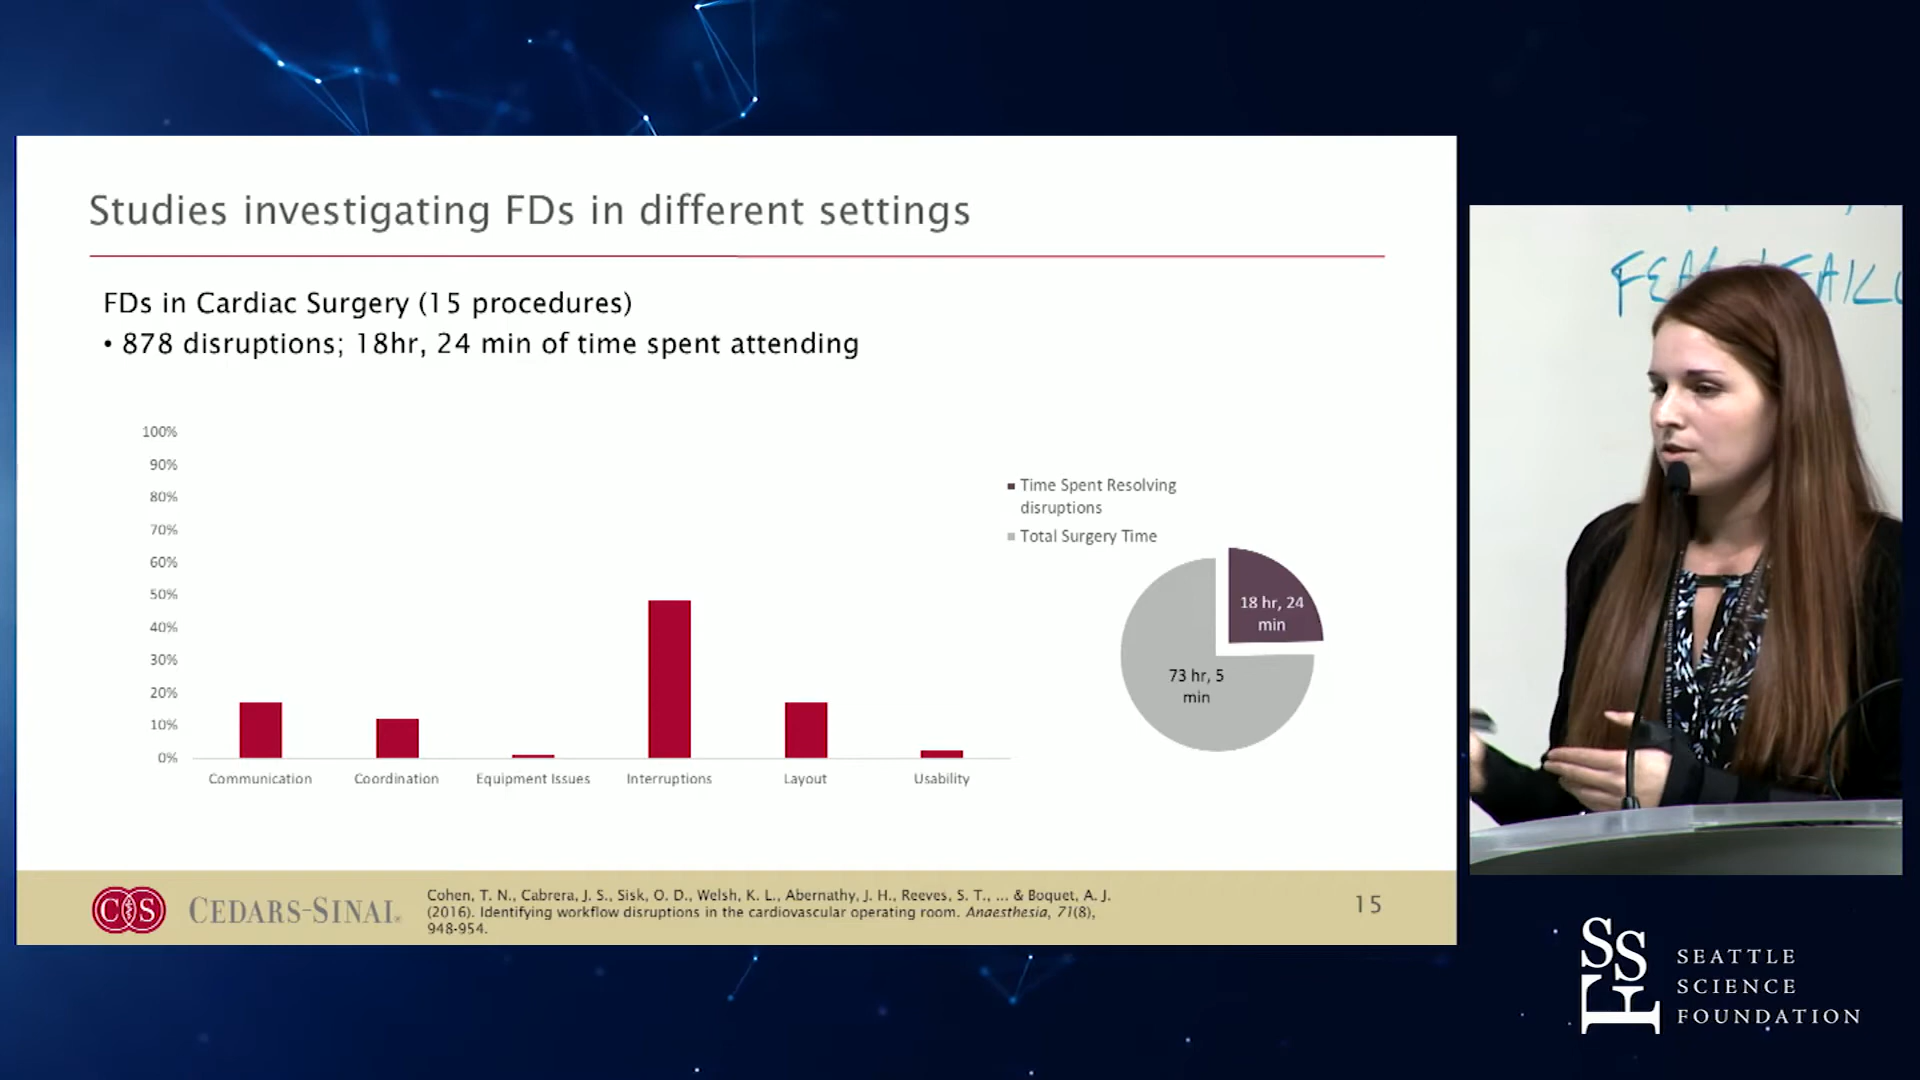 Studies investigating FDs in different settings
FDs in Cardiac Surgery (15 procedures)
• 878 disruptions; 18hr, 24 min of time spent attending
100%
90%
80%
70%
60%
50%
40%
30%
20%
10%
0%
Communication
Coordination
Equipment Issues
Interruptions
Layout
Usability
Time Spent Resolving
disruptions
Total Surgery Time
18 hr, 24
min
73 hr, 5
min
CS
CEDARS-SINAI®
Cohen, T. N., Cabrera, J. S., Sisk, O. D., Welsh, K. L., Abernathy, J. H., Reeves, S. T., ... & Boquet, A. J.
(2016). Identifying workflow disruptions in the cardiovascular operating room. Anaesthesia, 71(8),
948-954.
15
SSF
SEATTLE
SCIENCE
FOUNDATION